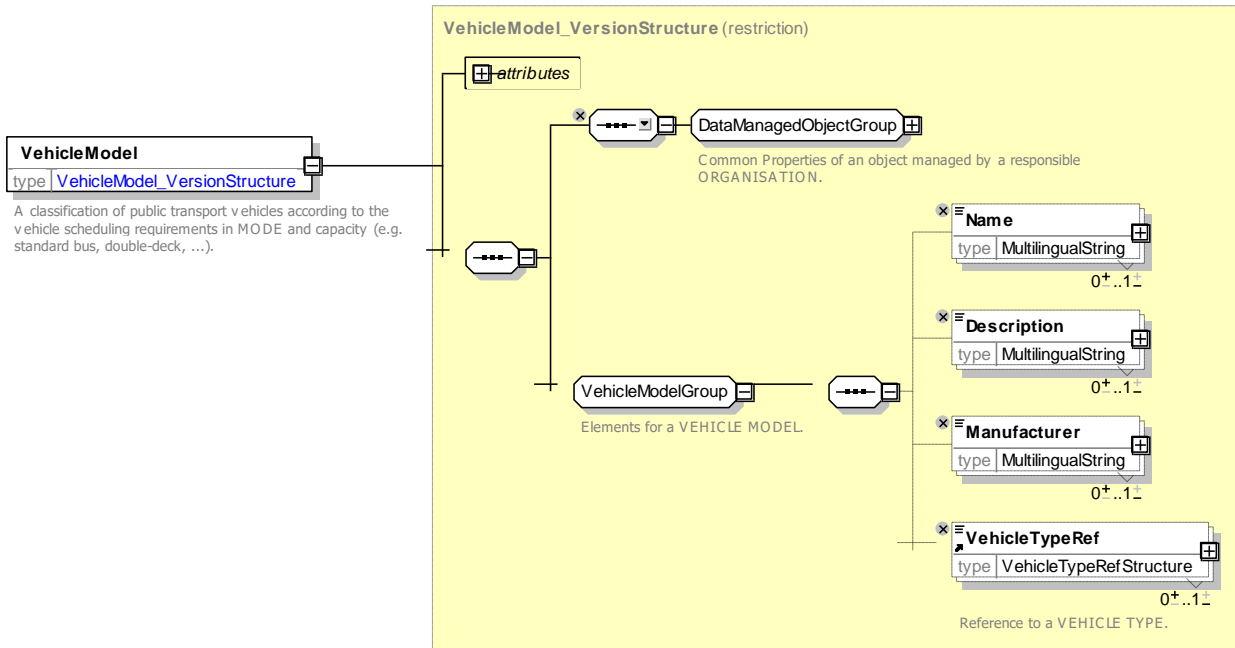 VehicleModel_VersionStructure (restriction)
attributes
DataManagedObjectGroup
Common Properties of an object managed by a responsible
ORGANISATION.
VehicleModel
type VehicleModel_VersionStructure
A classification of public transport vehicles according to the
vehicle scheduling requirements in MODE and capacity (e.g.
standard bus, double-deck, ...).
Name
type MultilingualString
0±..1±
Description
type MultilingualString
0±..1±
VehicleModelGroup
Elements for a VEHICLE MODEL.
Manufacturer
type MultilingualString
0±..1±
VehicleTypeRef
type VehicleTypeRefStructure
0±..1±
Reference to a VEHICLE TYPE.